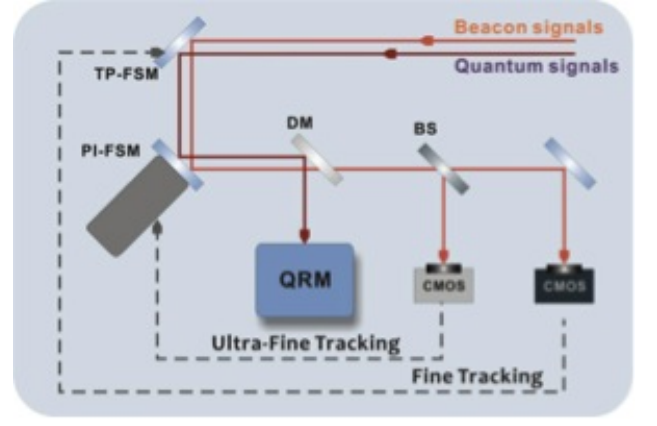 Beacon signals
Quantum signals
TP-FSM
DM
BS
PI-FSM
QRM
CMOS
CMOS
Ultra-Fine Tracking
Fine Tracking